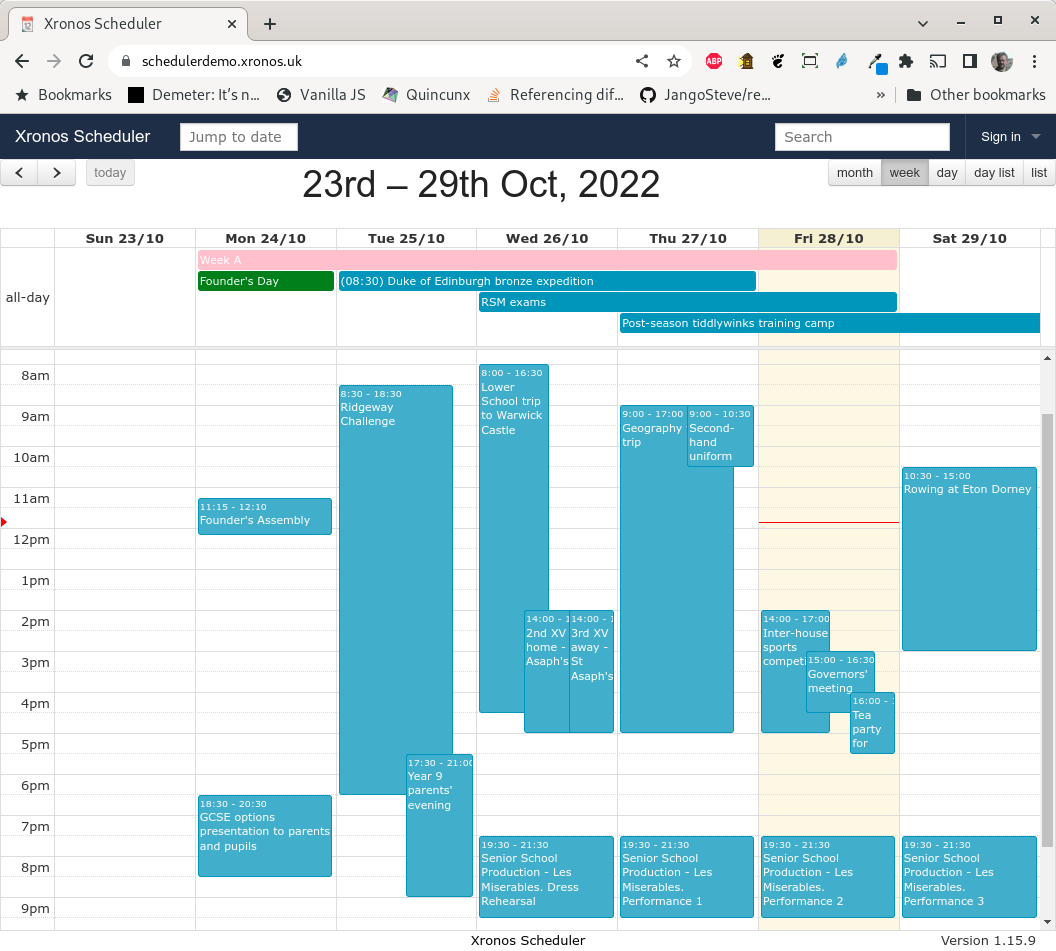 Xronos Scheduler
schedulerdemo.xronos.uk
ABP
Bookmarks
Demeter: It's n...
Vanilla JS
Quincunx
Referencing dif...
JangoSteve/re...
»
Other bookmarks
Xronos Scheduler
Jump to date
Search
Sign in
today
23rd – 29th Oct, 2022
month
week
day
day list
list
Sun 23/10
Mon 24/10
Tue 25/10
Wed 26/10
Thu 27/10
Fri 28/10
Sat 29/10
all-day
Week A
Founder's Day
(08:30) Duke of Edinburgh bronze expedition
RSM exams
Post-season tiddlywinks training camp
8am
9am
10am
11am
12pm
1pm
2pm
3pm
4pm
5pm
6pm
7pm
8pm
9pm
11:15 - 12:10
Founder's Assembly
18:30 - 20:30
GCSE options
presentation to parents
and pupils
8:30 - 18:30
Ridgeway
Challenge
17:30 - 21:00
Year 9
parents'
evening
8:00 - 16:30
Lower
School trip
to Warwick
Castle
14:00 - 1
2nd XV
home -
Asaph's
14:00 - 1
3rd XV
away -
St
Asaph's
19:30 - 21:30
Senior School
Production - Les
Miserables. Dress
Rehearsal
9:00 - 17:00
Geography
trip
9:00 - 10:30
Second-
hand
uniform
19:30 - 21:30
Senior School
Production - Les
Miserables.
Performance 1
14:00 - 17:00
Inter-house
sports
competi
15:00 - 16:30
Governors'
meeting
16:00 -
Tea
party
for
19:30 - 21:30
Senior School
Production - Les
Miserables.
Performance 2
10:30 - 15:00
Rowing at Eton Dorney
19:30 - 21:30
Senior School
Production - Les
Miserables.
Performance 3
Xronos Scheduler
Version 1.15.9